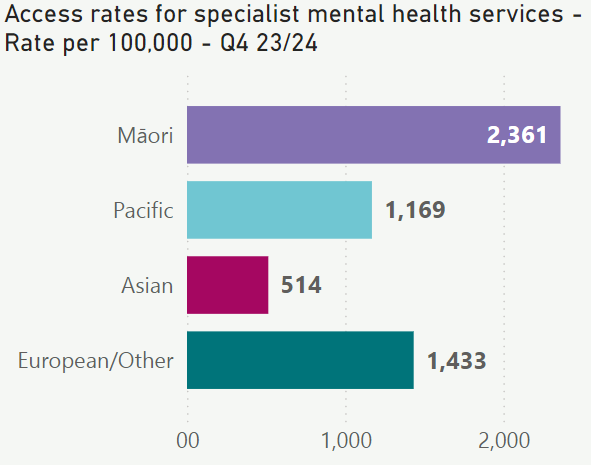 Access rates for specialist mental health services -
Rate per 100,000 - Q4 23/24
Māori 2,361
Pacific 1,169
Asian 514
European/Other 1,433
00 1,000 2,000